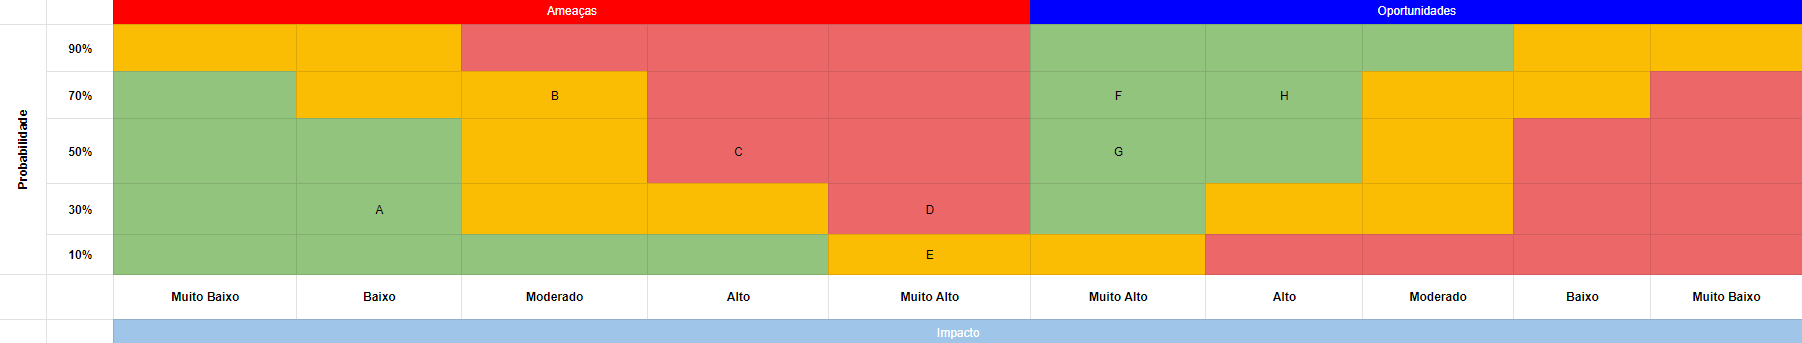 Ameaças Oportunidades
90%
70% B F H
Probabilidade
50% C G
30% A D
10% E
Muito Baixo Baixo Moderado Alto Muito Alto Muito Alto Alto Moderado Baixo Muito Baixo
Impacto